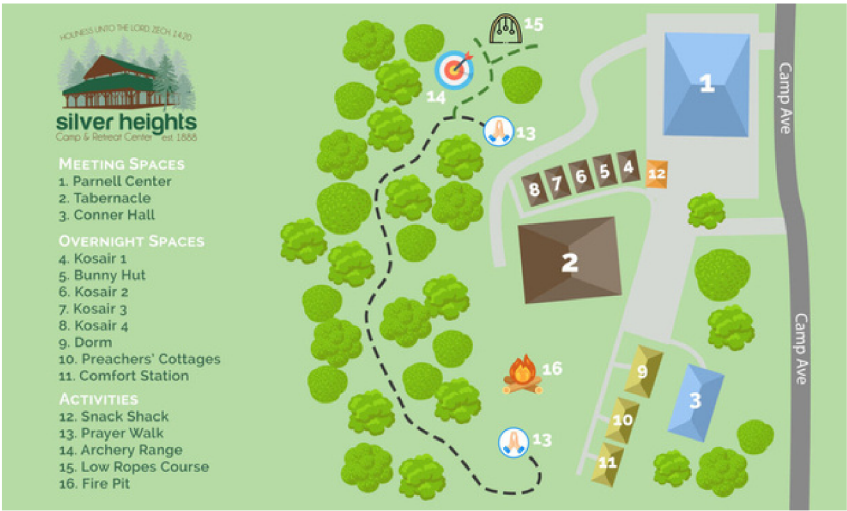 HOLINESS UNTO THE LORD ZECH. 14:20
silver heights
Camp & Retreat Center est. 1888
MEETING SPACES
1. Parnell Center
2. Tabernacle
3. Conner Hall
OVERNIGHT SPACES
4. Kosair 1
5. Bunny Hut
6. Kosair 2
7. Kosair 3
8. Kosair 4
9. Dorm
10. Preachers' Cottages
11. Comfort Station
ACTIVITIES
12. Snack Shack
13. Prayer Walk
14. Archery Range
15. Low Ropes Course
16. Fire Pit
15
14
13
1
Camp Ave
8 7 6 5 4 12
2
Camp Ave
16
9
3
10
13
11